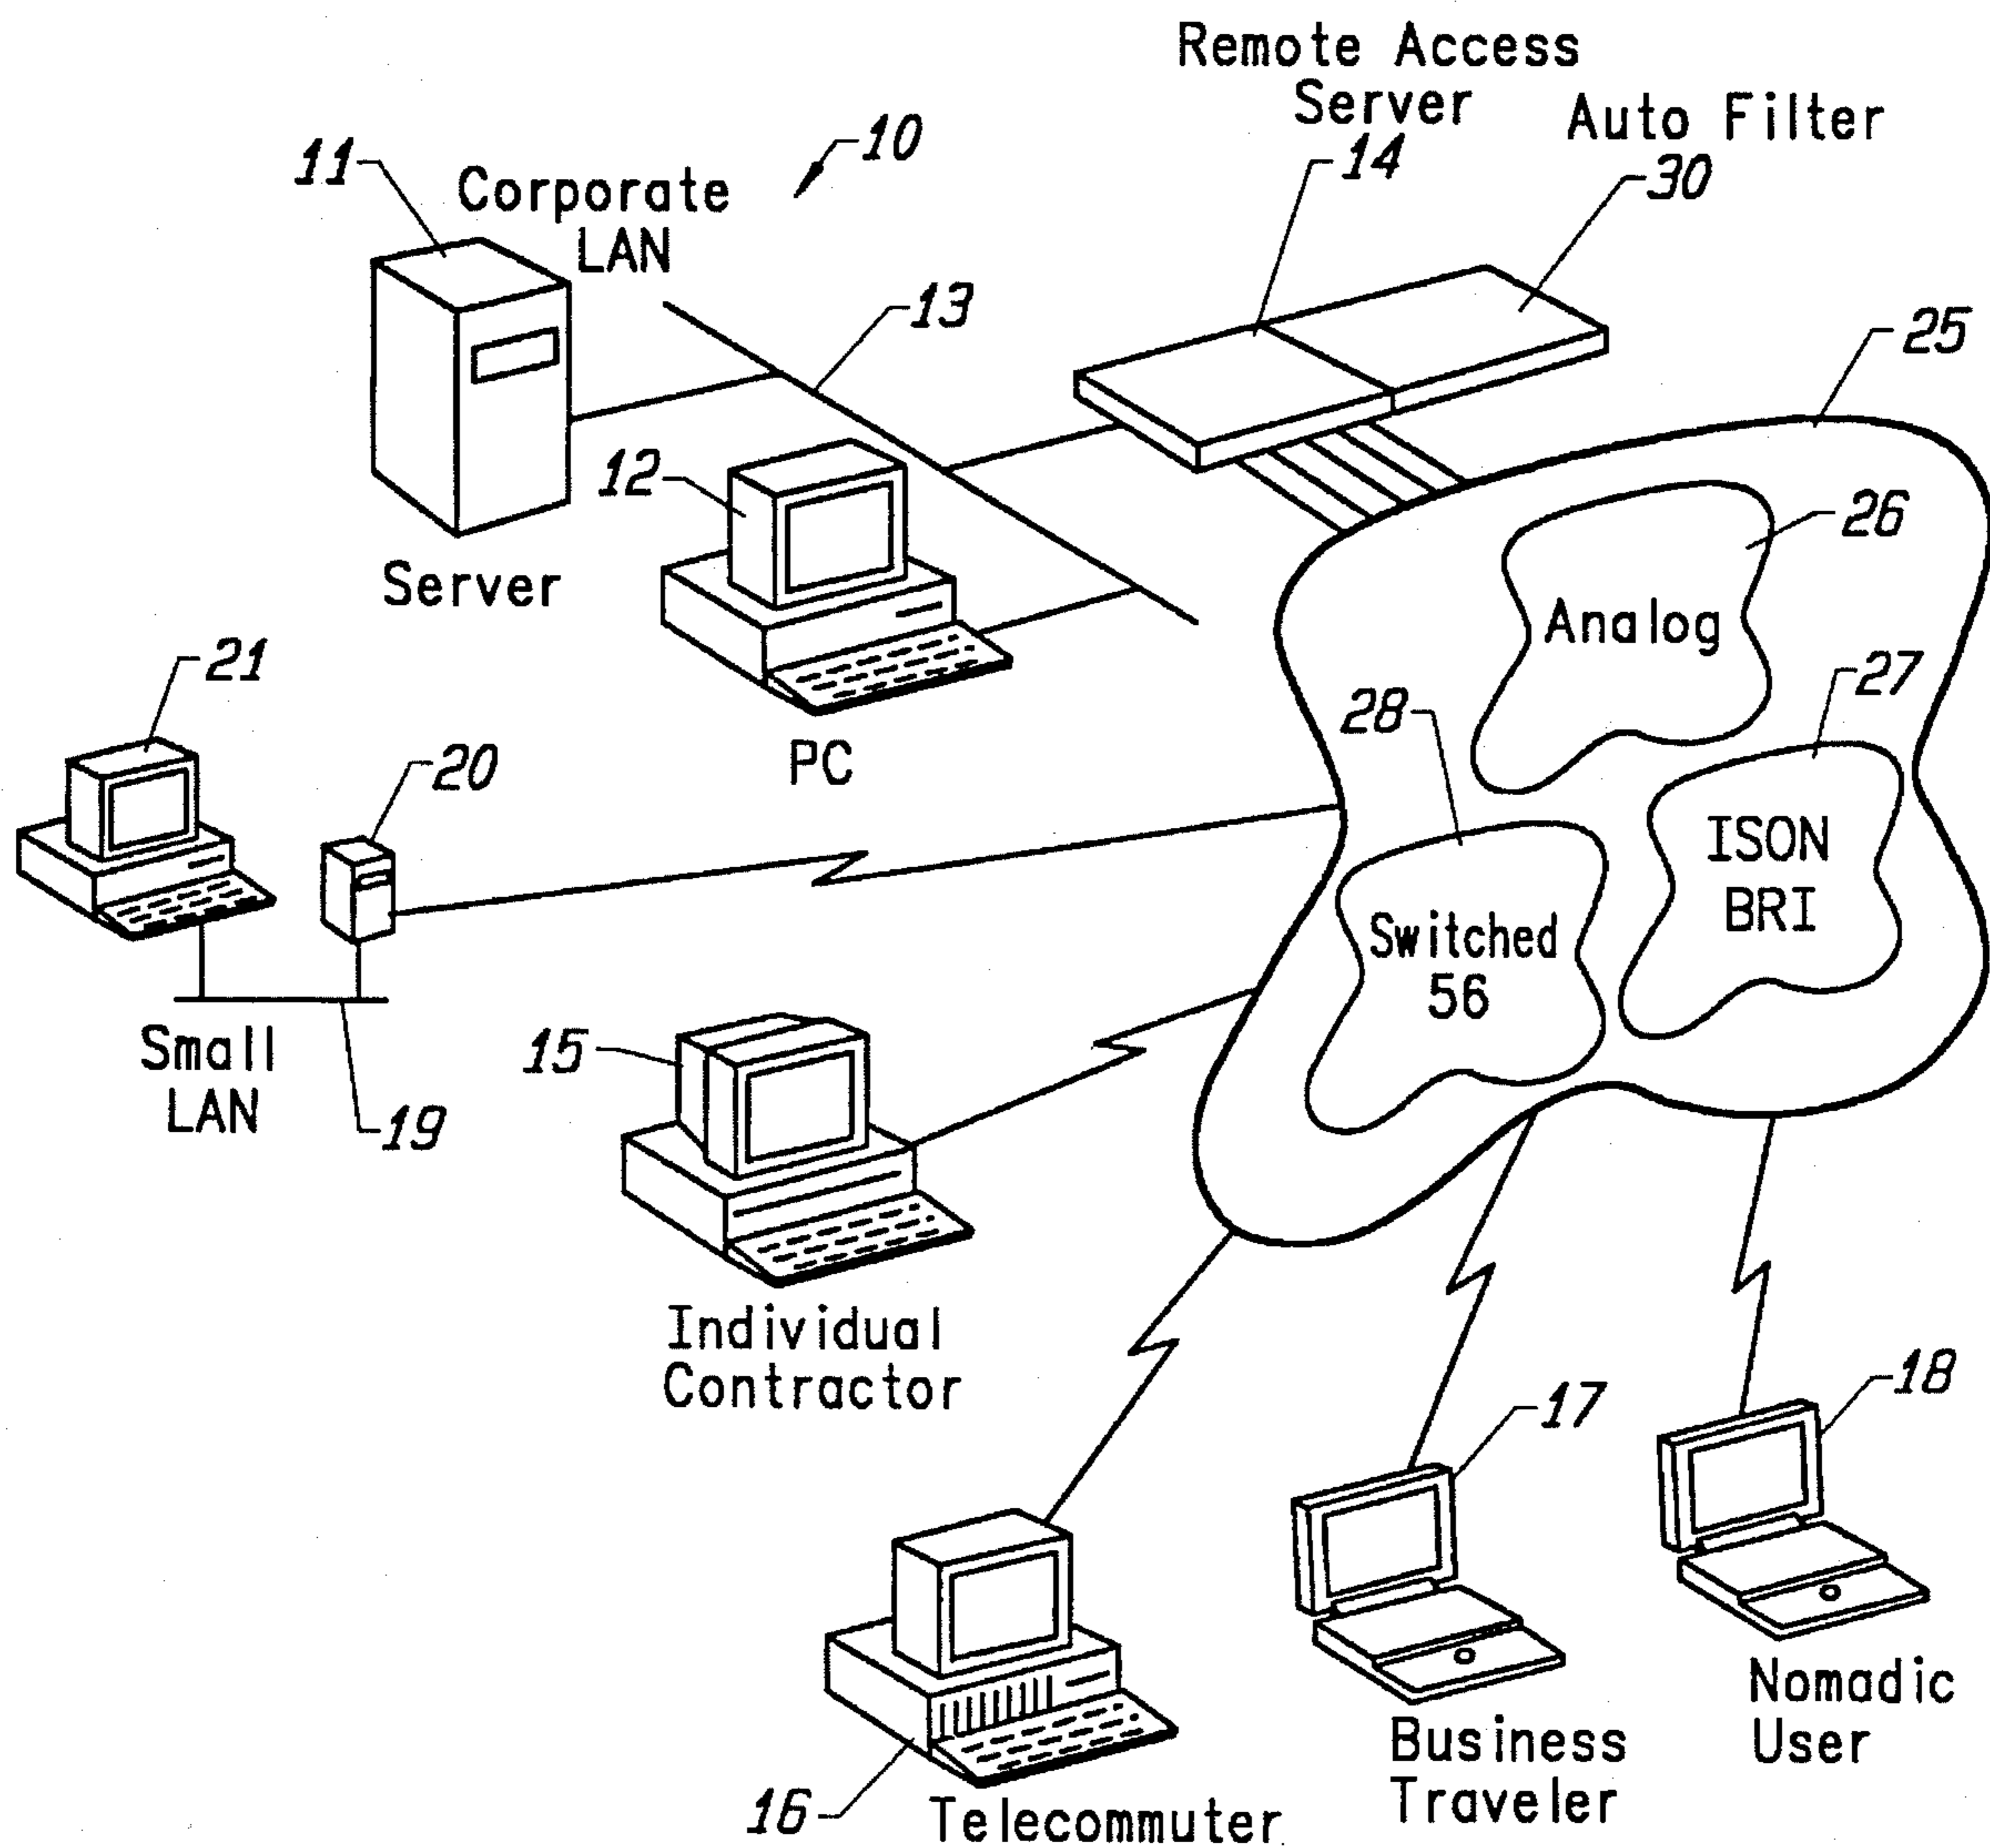 Remote Access
Server
14
Auto Filter
30
10
11
Corporate
LAN
13
25
12
26
Server
Analog
21
27
28
PC
20
ISON
BRI
Switched
56
15
Small
LAN
19
Individual
Contractor
17
18
Nomadic
User
Business
Traveler
16
Telecommuter